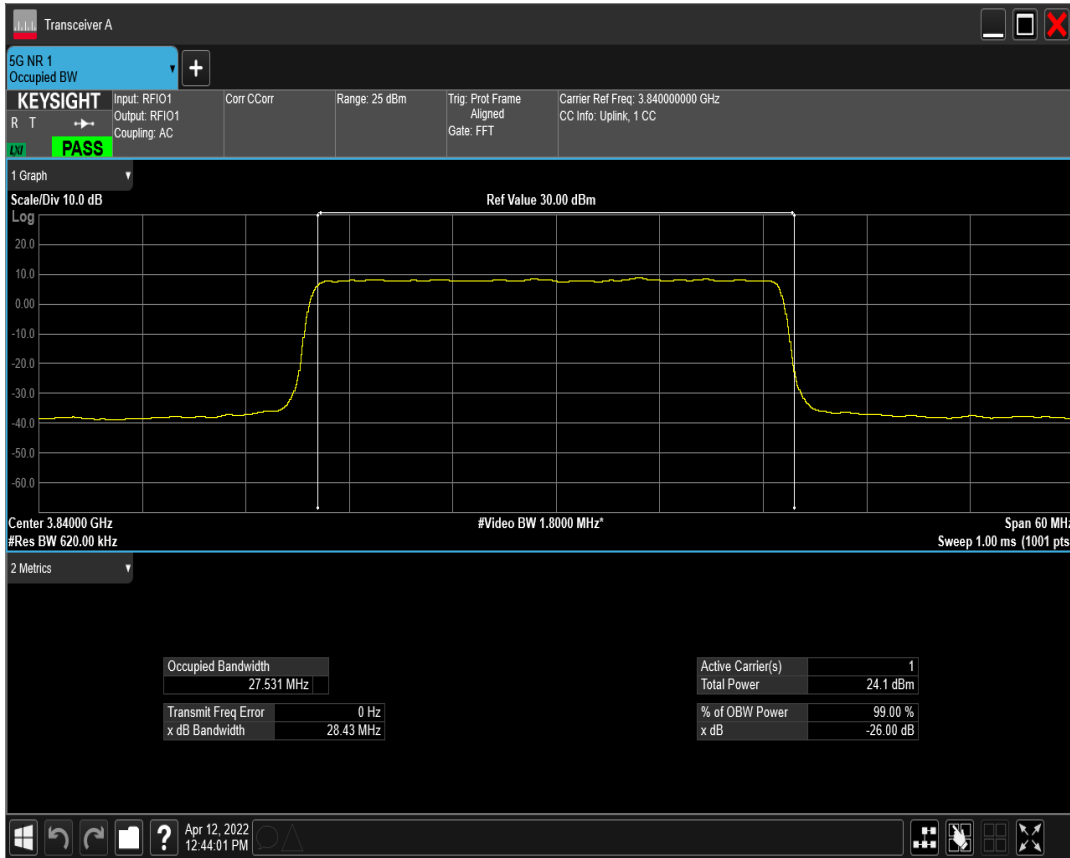 Transceiver A
5G NR 1
Occupied BW
+
KEYSIGHT
R T
LXI
PASS
Input: RFIO1
Output: RFIO1
Coupling: AC
Corr CCorr
Range: 25 dBm
Trig: Prot Frame
Aligned
Gate: FFT
Carrier Ref Freq: 3.840000000 GHz
CC Info: Uplink, 1 CC
1 Graph
Scale/Div 10.0 dB
Ref Value 30.00 dBm
Log
20.0
10.0
0.00
-10.0
-20.0
-30.0
-40.0
-50.0
-60.0
Center 3.84000 GHz
#Video BW 1.8000 MHz*
Span 60 MHz
#Res BW 620.00 kHz
Sweep 1.00 ms (1001 pts
2 Metrics
Occupied Bandwidth
27.531 MHz
Transmit Freq Error 0 Hz
x dB Bandwidth 28.43 MHz
Active Carrier(s) 1
Total Power 24.1 dBm
% of OBW Power 99.00 %
x dB -26.00 dB
?
Apr 12, 2022
12:44:01 PM